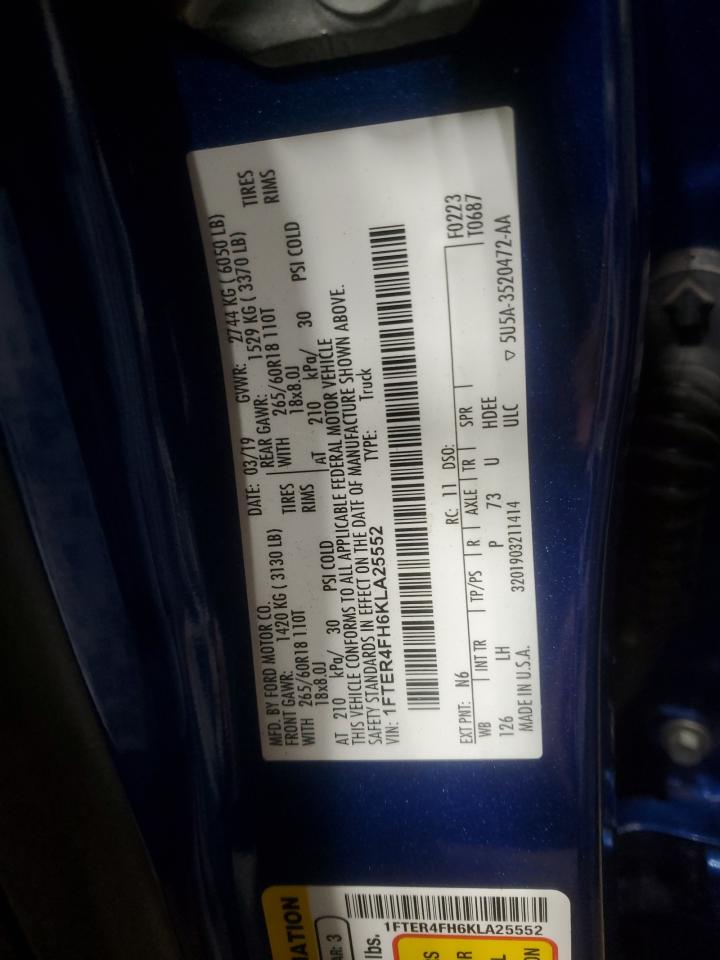 MFD. BY FORD MOTOR CO.
DATE: 03/19 GVWR: 2744 KG ( 6050 LB)
FRONT GAWR: 1420 KG ( 3130 LB) REAR GAWR: 1529 KG ( 3370 LB)
WITH 265/60R18 110T TIRES WITH 265/60R18 110T TIRES
18x8.0J RIMS 18x8.0J RIMS
AT 210 kPa/ 30 PSI COLD AT 210 kPa/ 30 PSI COLD
THIS VEHICLE CONFORMS TO ALL APPLICABLE FEDERAL MOTOR VEHICLE
SAFETY STANDARDS IN EFFECT ON THE DATE OF MANUFACTURE SHOWN ABOVE.
VIN: 1FTER4FH6KLA25552 TYPE: Truck
F0223
EXT PNT: N6 RC: 11 DSO: T0687
WB INT TR TP/PS R AXLE TR SPR
126 LH P 73 U HDEE
MADE IN U.S.A. 3201903211414 ULC ▽ 5U5A-3520472-AA
1FTER4FH6KLA25552